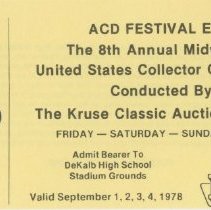 ACD FESTIVAL E
The 8th Annual Midw
United States Collector C
Conducted By
The Kruse Classic Auctio
FRIDAY — SATURDAY — SUND
Admit Bearer To
DeKalb High School
Stadium Grounds
Valid September 1, 2, 3, 4, 1978